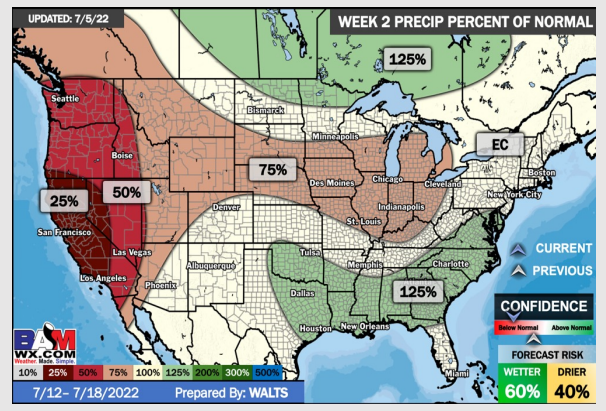 UPDATED: 7/5/22
WEEK 2 PRECIP PERCENT OF NORMAL
125%
Seattle
Bismarck
Minneapolis
EC
Boise
75%
Boston
50%
Des Moines
Chicago
Cleveland
New York City
25%
Denver
Indianapolis
St. Louis
San Francisco
Las Vegas
Tulsa
CURRENT
Los Angeles
Albuquerque
Memphis
Charlotte
PREVIOUS
Phoenix
Dallas
125%
CONFIDENCE
Houston
New Orleans
Below Normal
Above Normal
BAM
WX.COM
Weather. Made. Simple.
FORECAST RISK
10% 25% 50% 75% 100% 125% 200% 300% 500%
Miami
WETTER
DRIER
7/12– 7/18/2022
Prepared By: WALTS
60%
40%